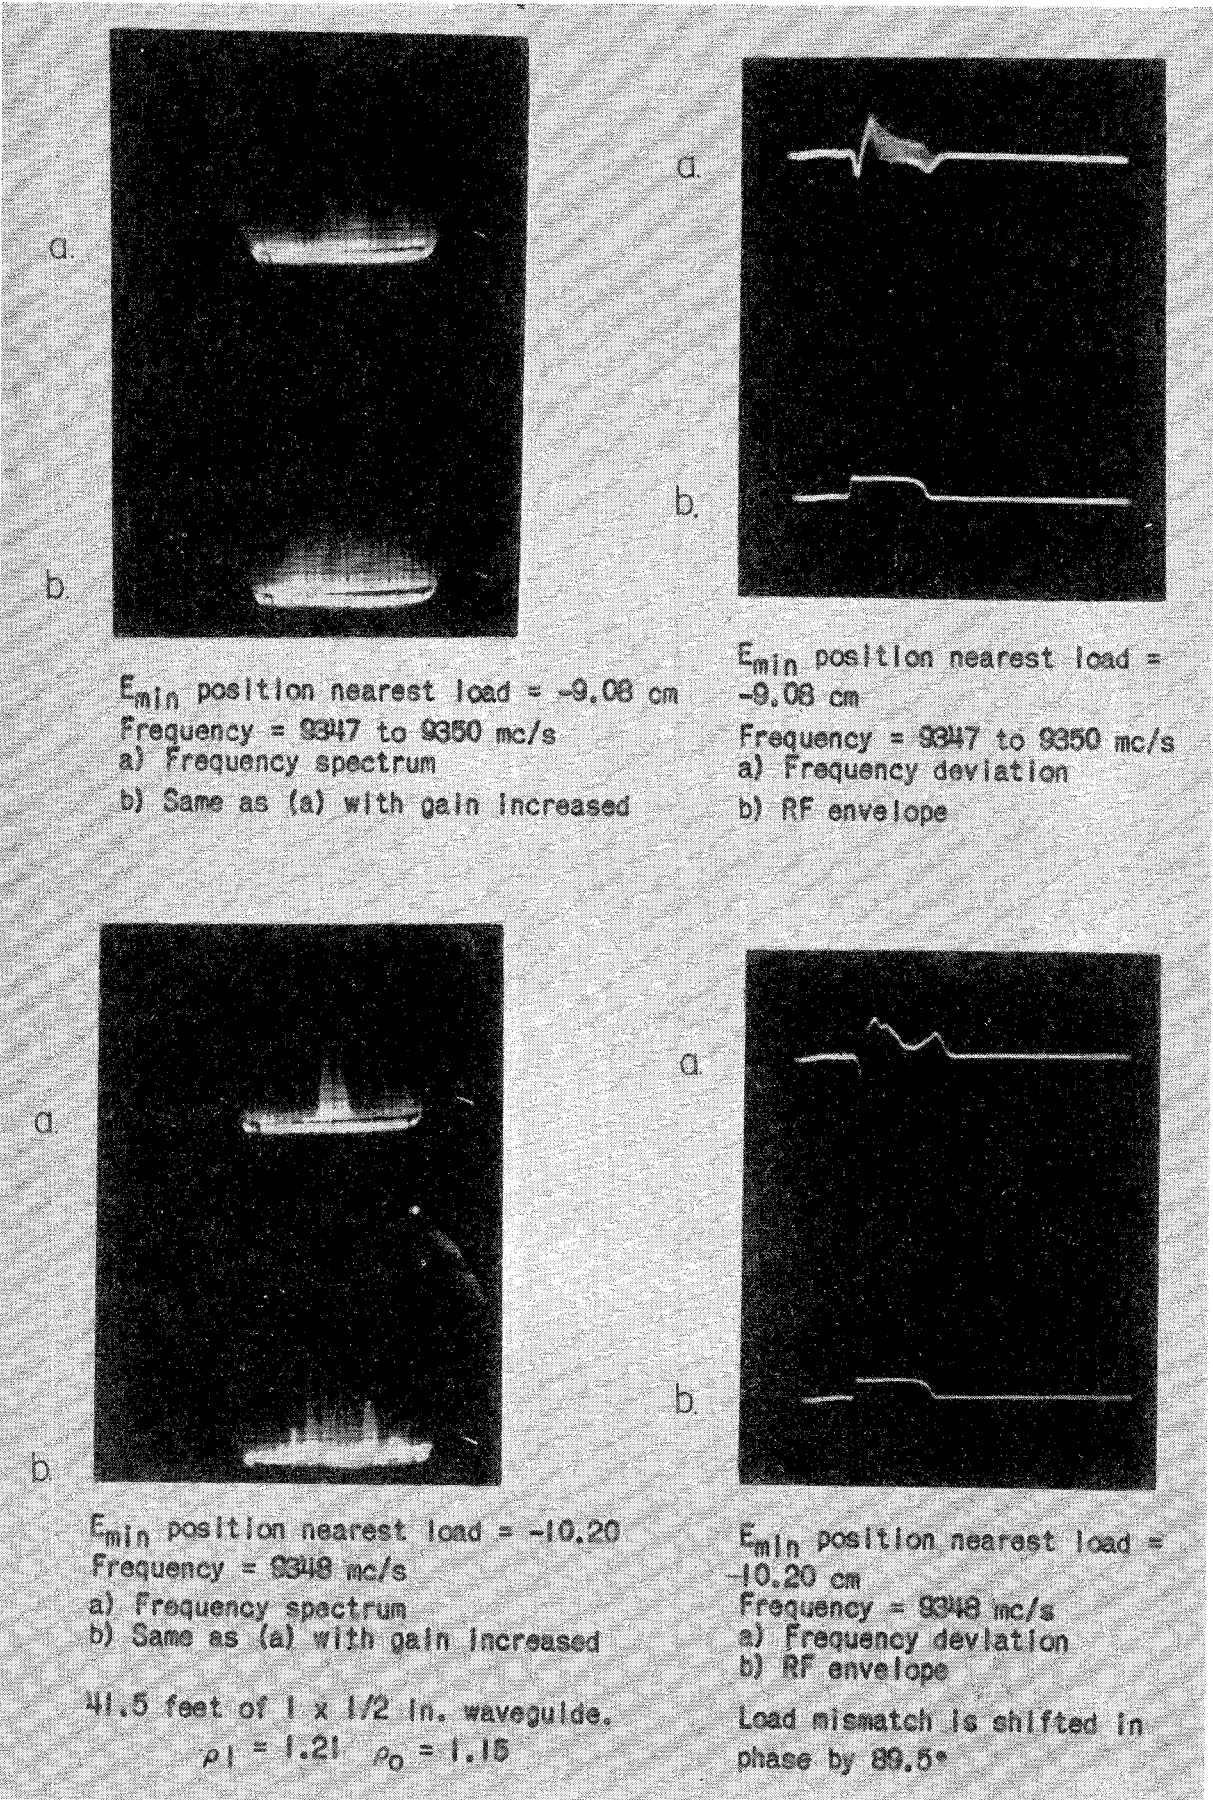 a.
b.
E min position nearest load = -9.08 cm
Frequency = 9347 to 9350 mc/s
a) Frequency spectrum
b) Same as (a) with gain increased
a.
b.
E min position nearest load =
-9.08 cm
Frequency = 9347 to 9350 mc/s
a) Frequency deviation
b) RF envelope
a.
b
E min position nearest load = -10.20
Frequency = 9348 mc/s
a) Frequency spectrum
b) Same as (a) with gain increased
41.5 feet of 1 x 1/2 in. waveguide.
ρ1 = 1.21 ρo = 1.15
a.
b.
E min position nearest load =
-10.20 cm
Frequency = 9348 mc/s
a) Frequency deviation
b) RF envelope
Load mismatch is shifted in
phase by 89.5°